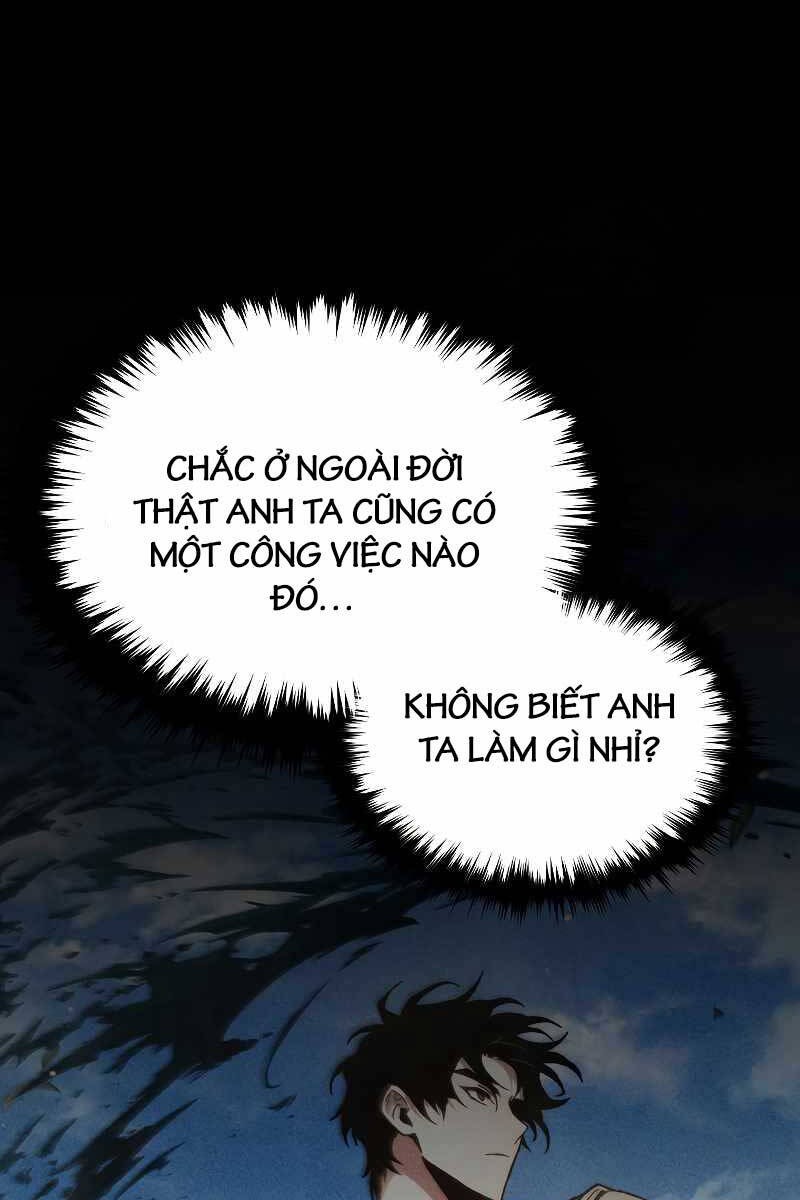 CHẮC Ở NGOÀI ĐỜI
THẬT ANH TA CŨNG CÓ
MỘT CÔNG VIỆC NÀO
ĐÓ...
KHÔNG BIẾT ANH
TA LÀM GÌ NHỈ?